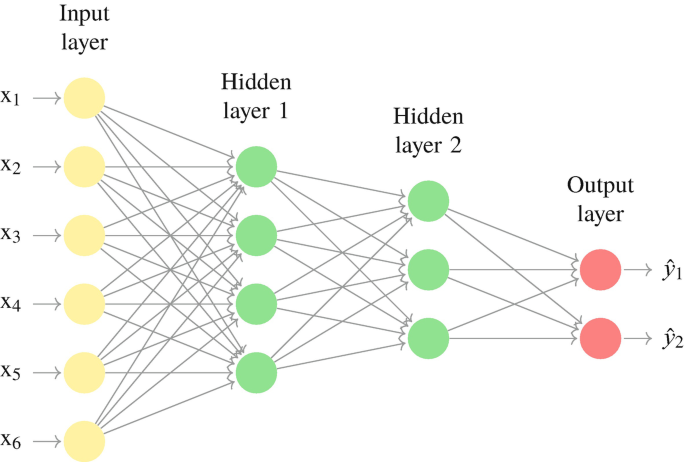 Input
layer
Hidden
layer 1
Hidden
layer 2
Output
layer
x₁
x₂
x₃
x₄
x₅
x₆
ŷ₁
ŷ₂